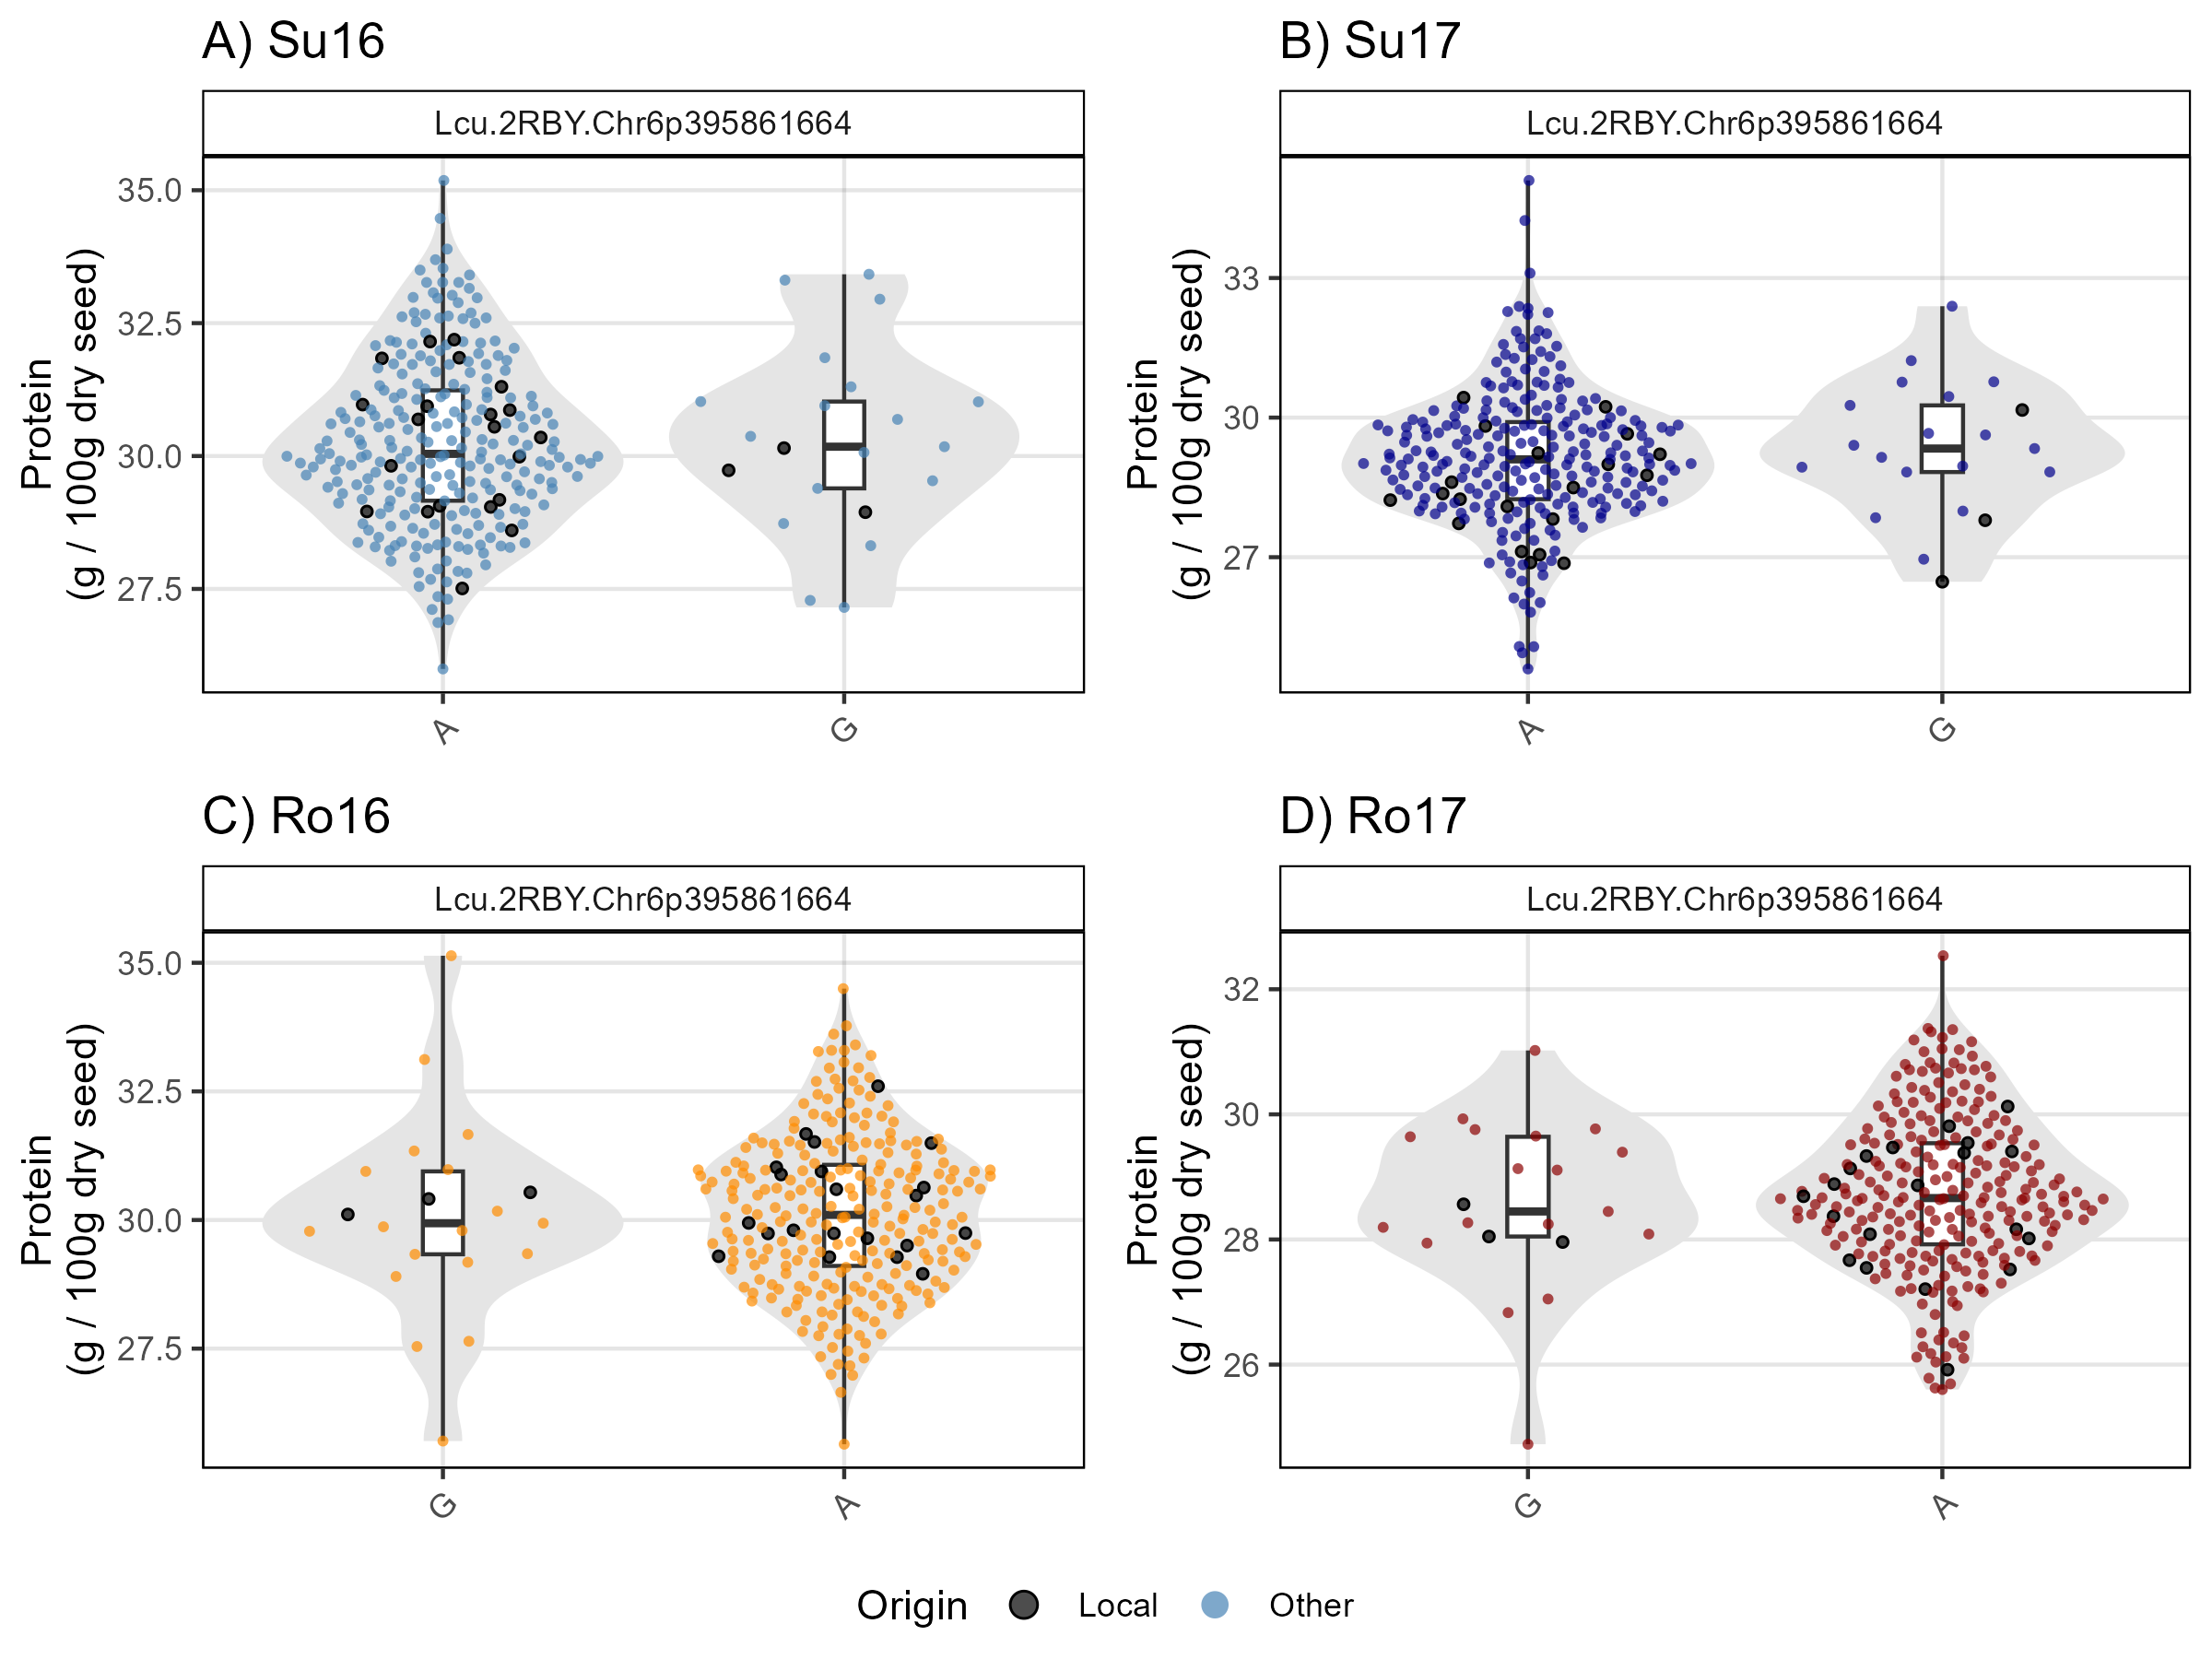 A) Su16
Lcu.2RBY.Chr6p395861664
Protein
(g / 100g dry seed)
35.0
32.5
30.0
27.5
A
G
B) Su17
Lcu.2RBY.Chr6p395861664
Protein
(g / 100g dry seed)
33
30
27
A
G
C) Ro16
Lcu.2RBY.Chr6p395861664
Protein
(g / 100g dry seed)
35.0
32.5
30.0
27.5
G
A
D) Ro17
Lcu.2RBY.Chr6p395861664
Protein
(g / 100g dry seed)
32
30
28
26
G
A
Origin Local Other